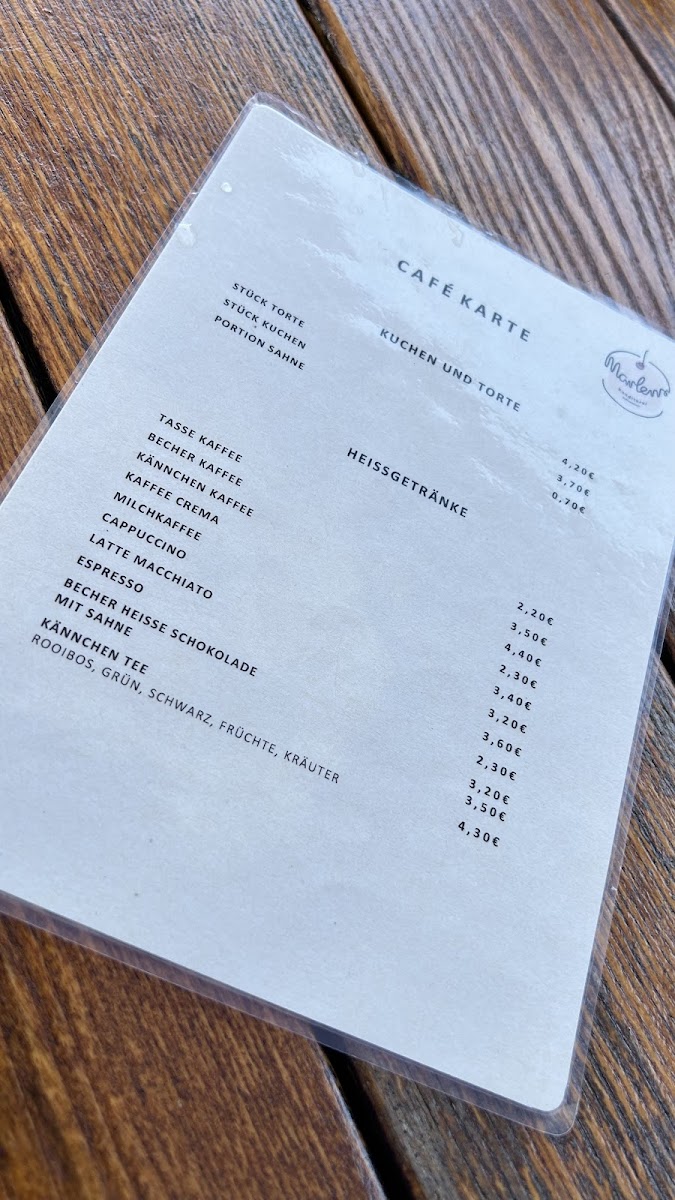 CAFÉ KARTE
Marlenn
KUCHEN UND TORTE
STÜCK TORTE 4,20€
STÜCK KUCHEN 3,70€
PORTION SAHNE 0,70€
HEISSGETRÄNKE
TASSE KAFFEE 2,20€
BECHER KAFFEE 3,50€
KÄNNCHEN KAFFEE 4,40€
KAFFEE CREMA 2,30€
MILCHKAFFEE 3,40€
CAPPUCCINO 3,20€
LATTE MACCHIATO 3,60€
ESPRESSO 2,30€
BECHER HEISSE SCHOKOLADE 3,20€
MIT SAHNE 3,50€
KÄNNCHEN TEE 4,30€
ROOIBOS, GRÜN, SCHWARZ, FRÜCHTE, KRÄUTER